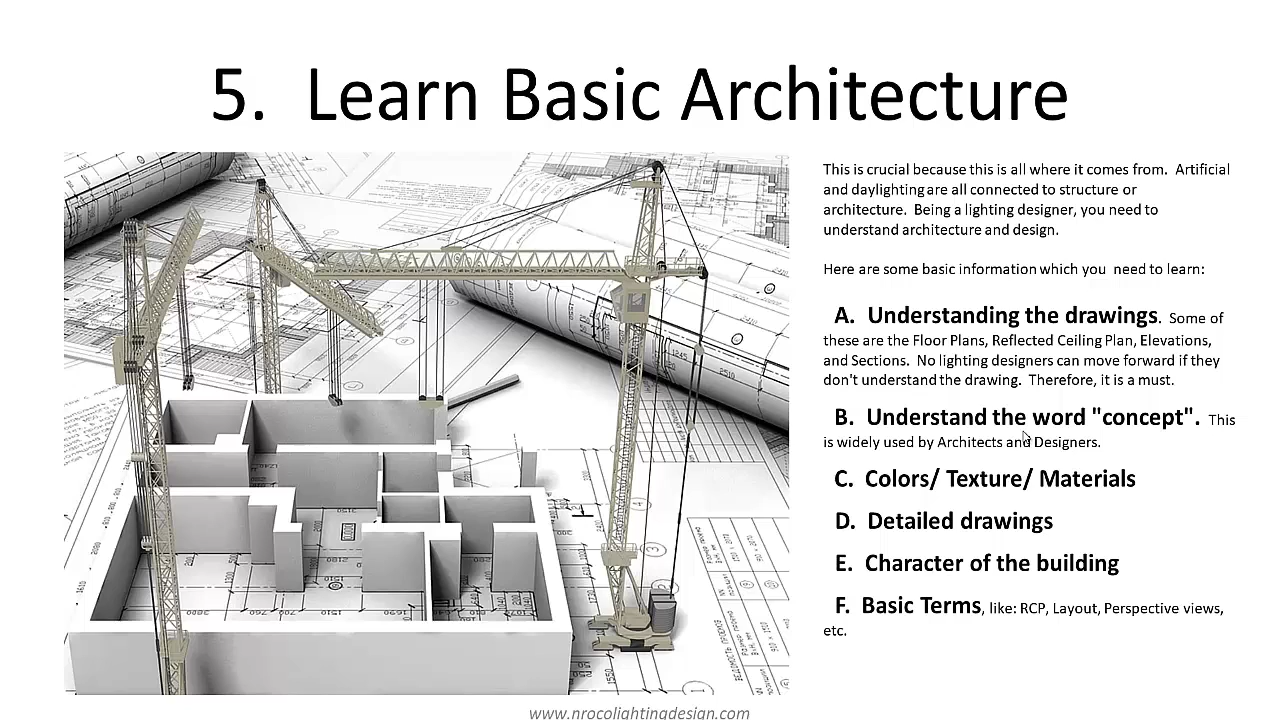 5. Learn Basic Architecture
This is crucial because this is all where it comes from. Artificial
and daylighting are all connected to structure or
architecture. Being a lighting designer, you need to
understand architecture and design.
Here are some basic information which you need to learn:
A. Understanding the drawings. Some of
these are the Floor Plans, Reflected Ceiling Plan, Elevations,
and Sections. No lighting designers can move forward if they
don't understand the drawing. Therefore, it is a must.
B. Understand the word "concept". This
is widely used by Architects and Designers.
C. Colors/ Texture/ Materials
D. Detailed drawings
E. Character of the building
F. Basic Terms, like: RCP, Layout, Perspective views,
etc.
www.nrocolightingdesign.com